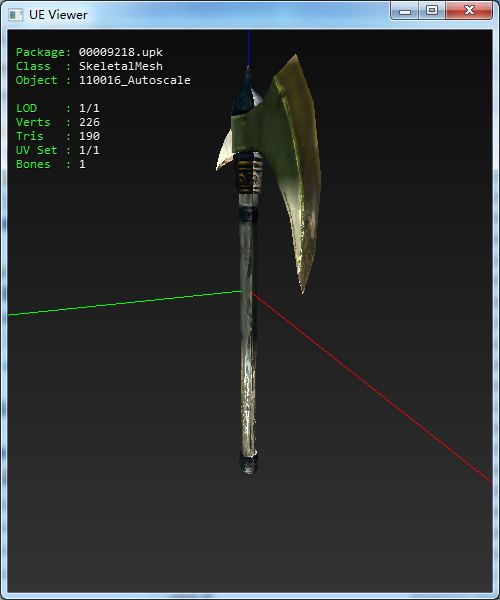 UE Viewer
Package: 00009218.upk
Class  : SkeletalMesh
Object : 110016_Autoscale
LOD    : 1/1
Verts  : 226
Tris   : 190
UV Set : 1/1
Bones  : 1